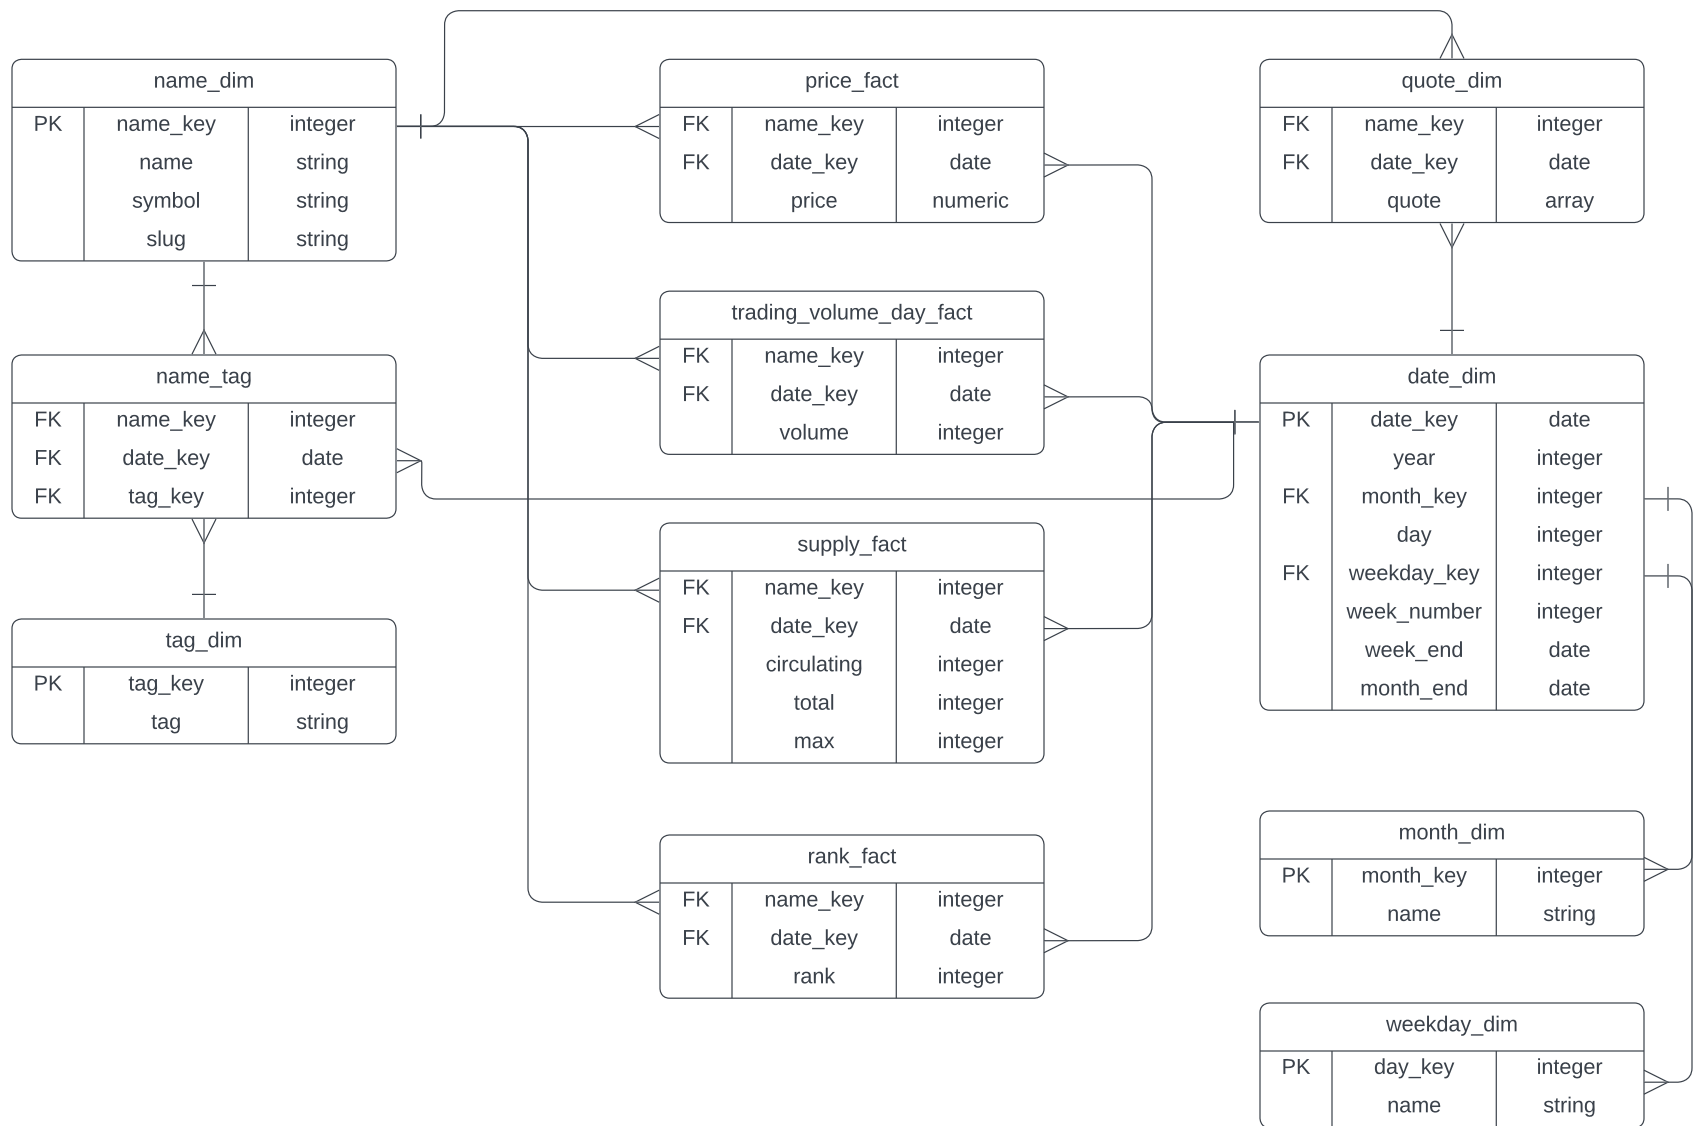 name_dim
PK name_key integer
name string
symbol string
slug string
name_tag
FK name_key integer
FK date_key date
FK tag_key integer
tag_dim
PK tag_key integer
tag string
price_fact
FK name_key integer
FK date_key date
price numeric
trading_volume_day_fact
FK name_key integer
FK date_key date
volume integer
supply_fact
FK name_key integer
FK date_key date
circulating integer
total integer
max integer
rank_fact
FK name_key integer
FK date_key date
rank integer
quote_dim
FK name_key integer
FK date_key date
quote array
date_dim
PK date_key date
year integer
FK month_key integer
day integer
FK weekday_key integer
week_number integer
week_end date
month_end date
month_dim
PK month_key integer
name string
weekday_dim
PK day_key integer
name string